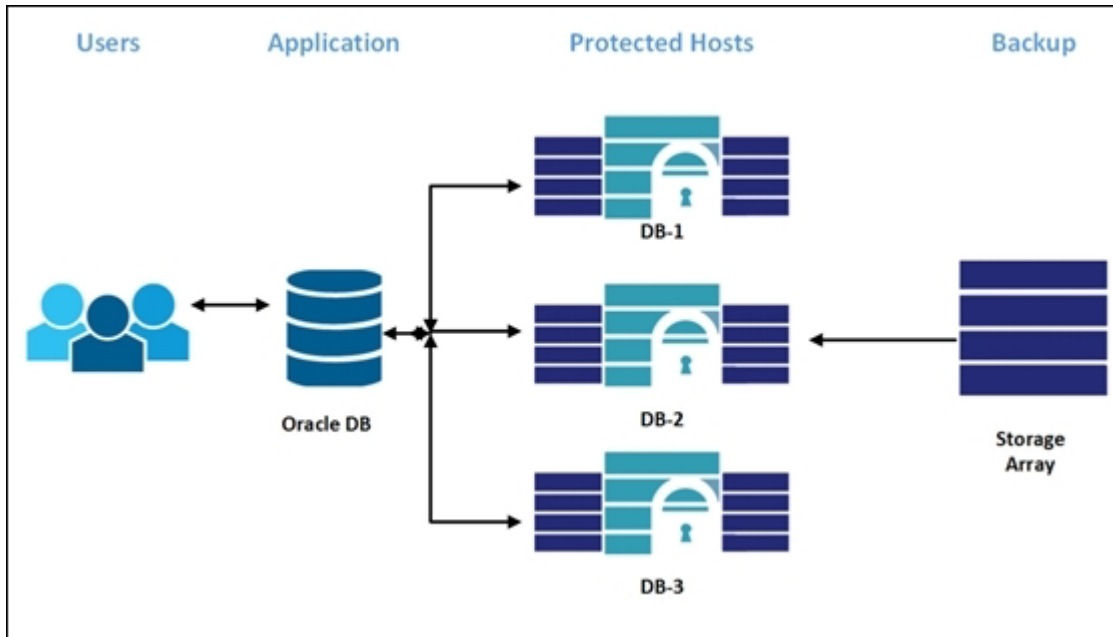 Users
Application
Protected Hosts
Backup
DB-1
Oracle DB
DB-2
Storage
Array
DB-3